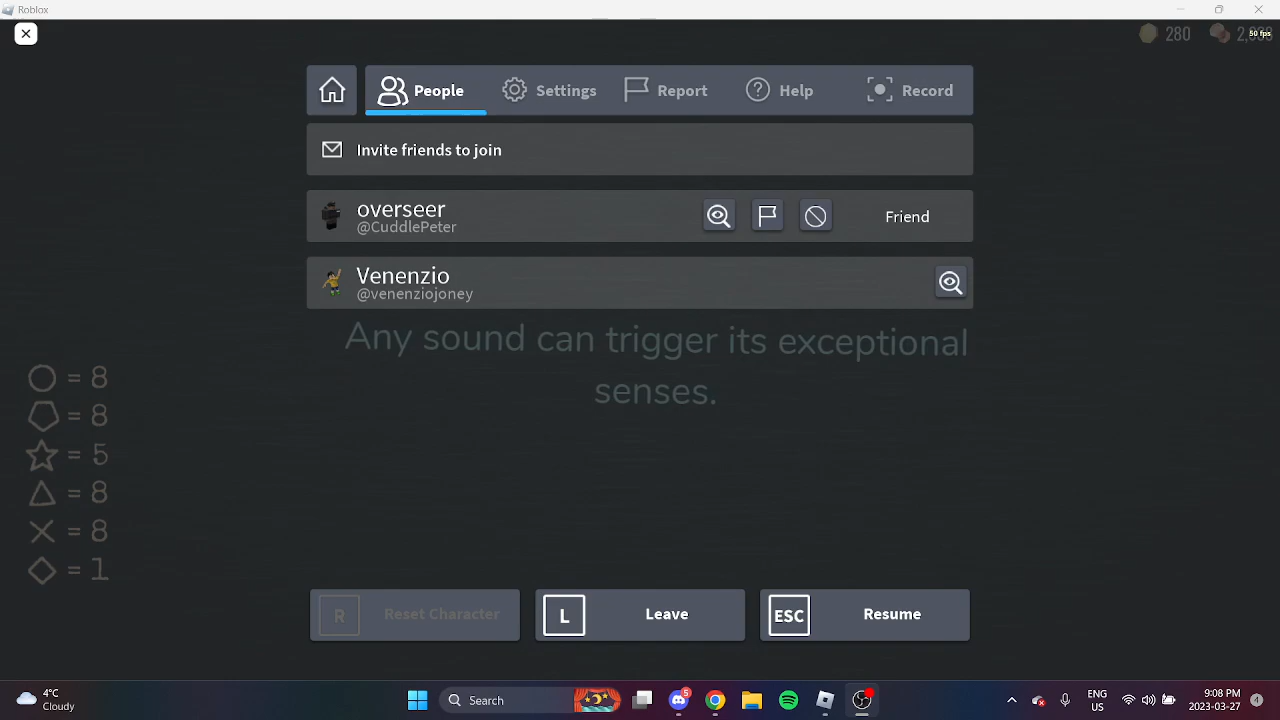 Roblox
280
50 fps
People
Settings
Report
Help
Record
Invite friends to join
overseer
@CuddlePeter
Friend
Venenzio
@venenziojoney
Any sound can trigger its exceptional
senses.
= 8
= 8
= 5
= 8
= 8
= 1
R
Reset Character
L
Leave
ESC
Resume
4°C
Cloudy
Search
5
ENG
US
9:08 PM
2023-03-27
4